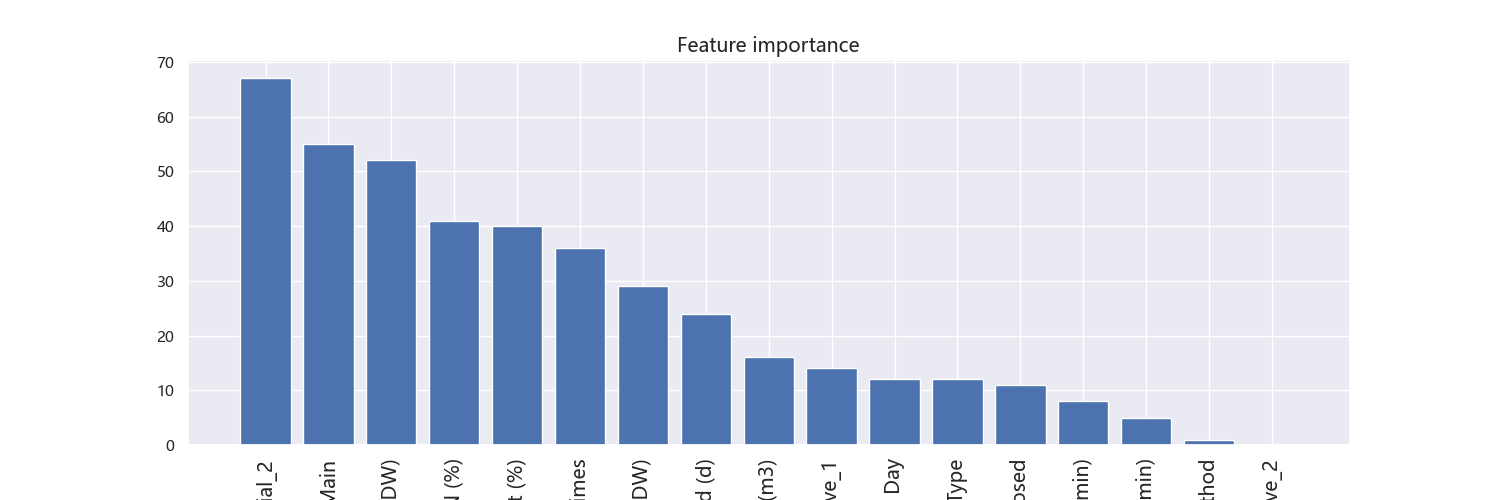 Feature importance
70
60
50
40
30
20
10
0
ial_2
Main
DW)
(%)
t (%)
imes
DW)
d (d)
(m3)
ve_1
Day
Type
osed
min)
min)
thod
ve_2